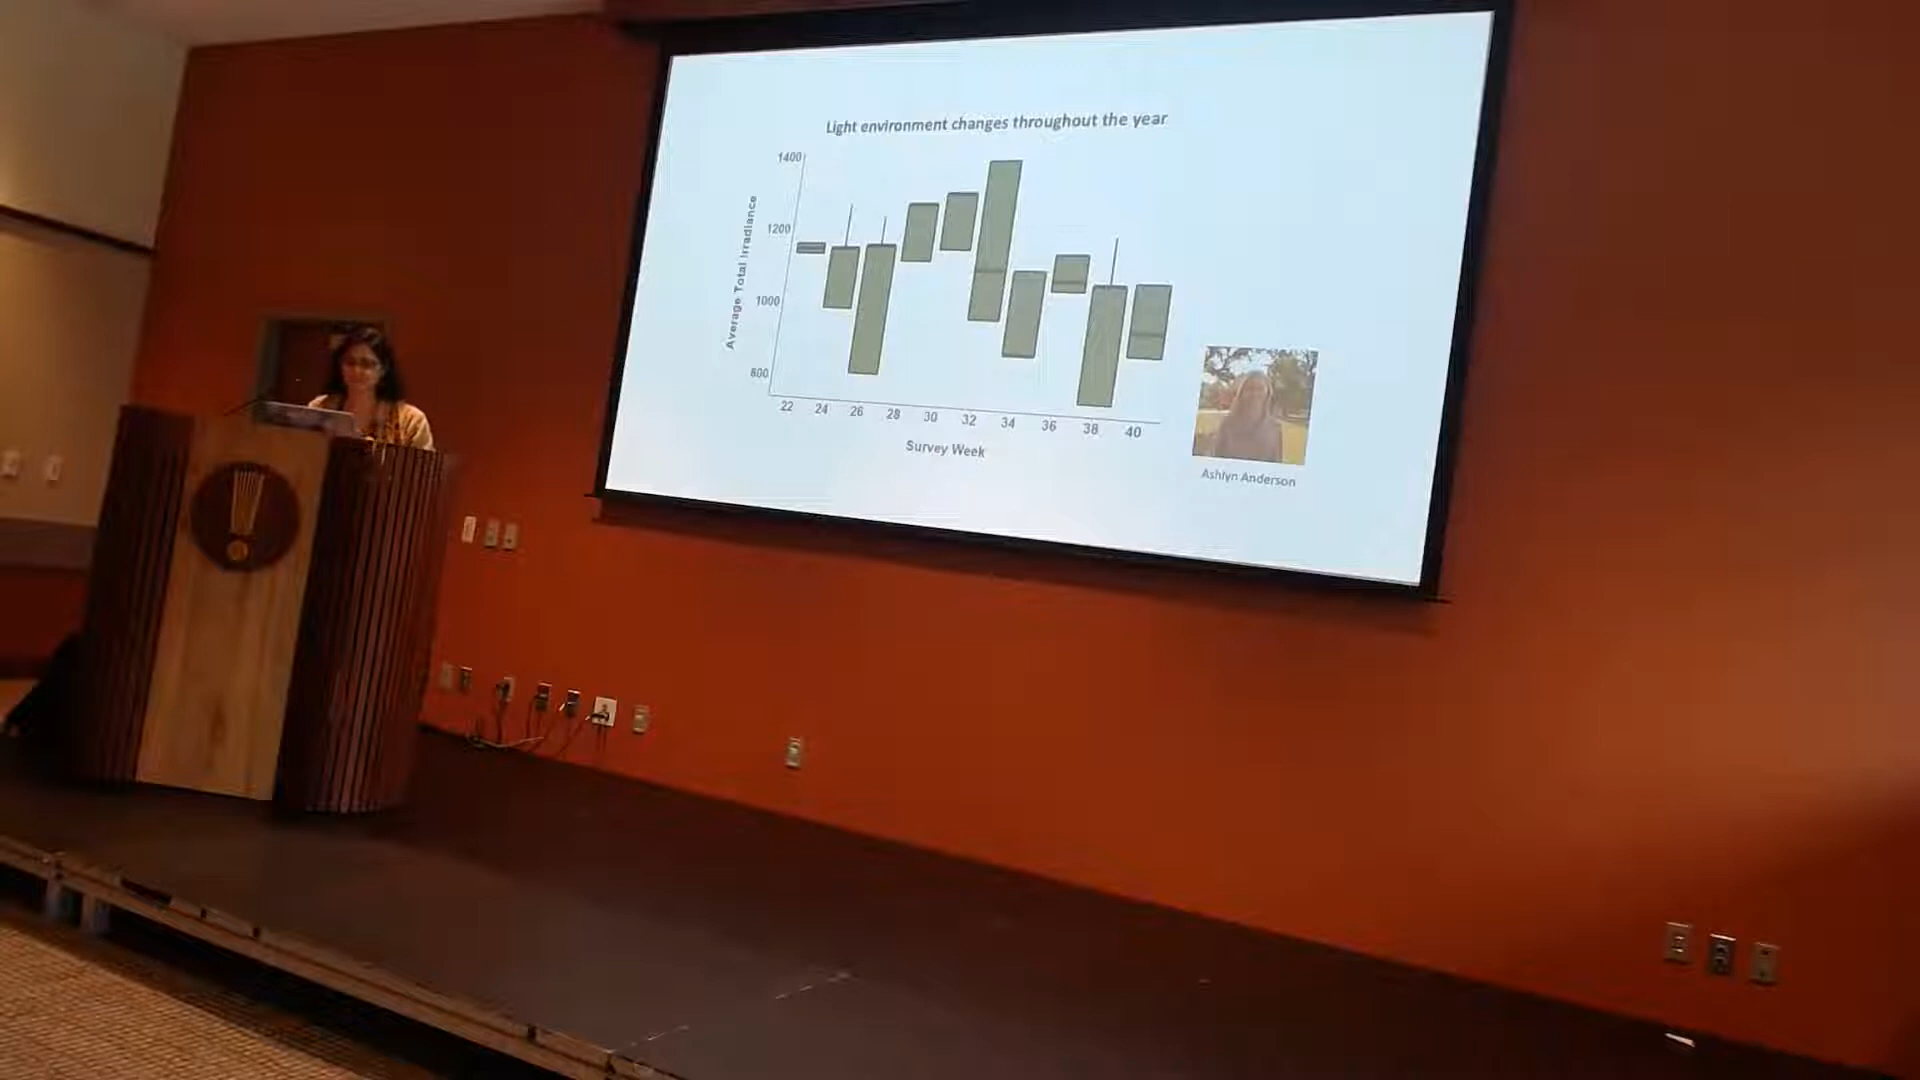 Light environment changes throughout the year
1400
1200
1000
800
Average Total Irradiance
22 24 26 28 30 32 34 36 38 40
Survey Week
Ashlyn Anderson